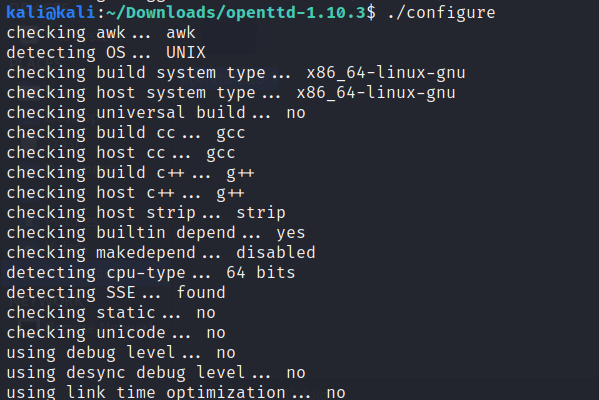 kali@kali:~/Downloads/openttd-1.10.3$ ./configure
checking awk... awk
detecting OS... UNIX
checking build system type... x86_64-linux-gnu
checking host system type... x86_64-linux-gnu
checking universal build... no
checking build cc... gcc
checking host cc... gcc
checking build c++... g++
checking host c++... g++
checking host strip... strip
checking builtin depend... yes
checking makedepend... disabled
detecting cpu-type... 64 bits
detecting SSE... found
checking static... no
checking unicode... no
using debug level... no
using desync debug level... no
using link time optimization... no